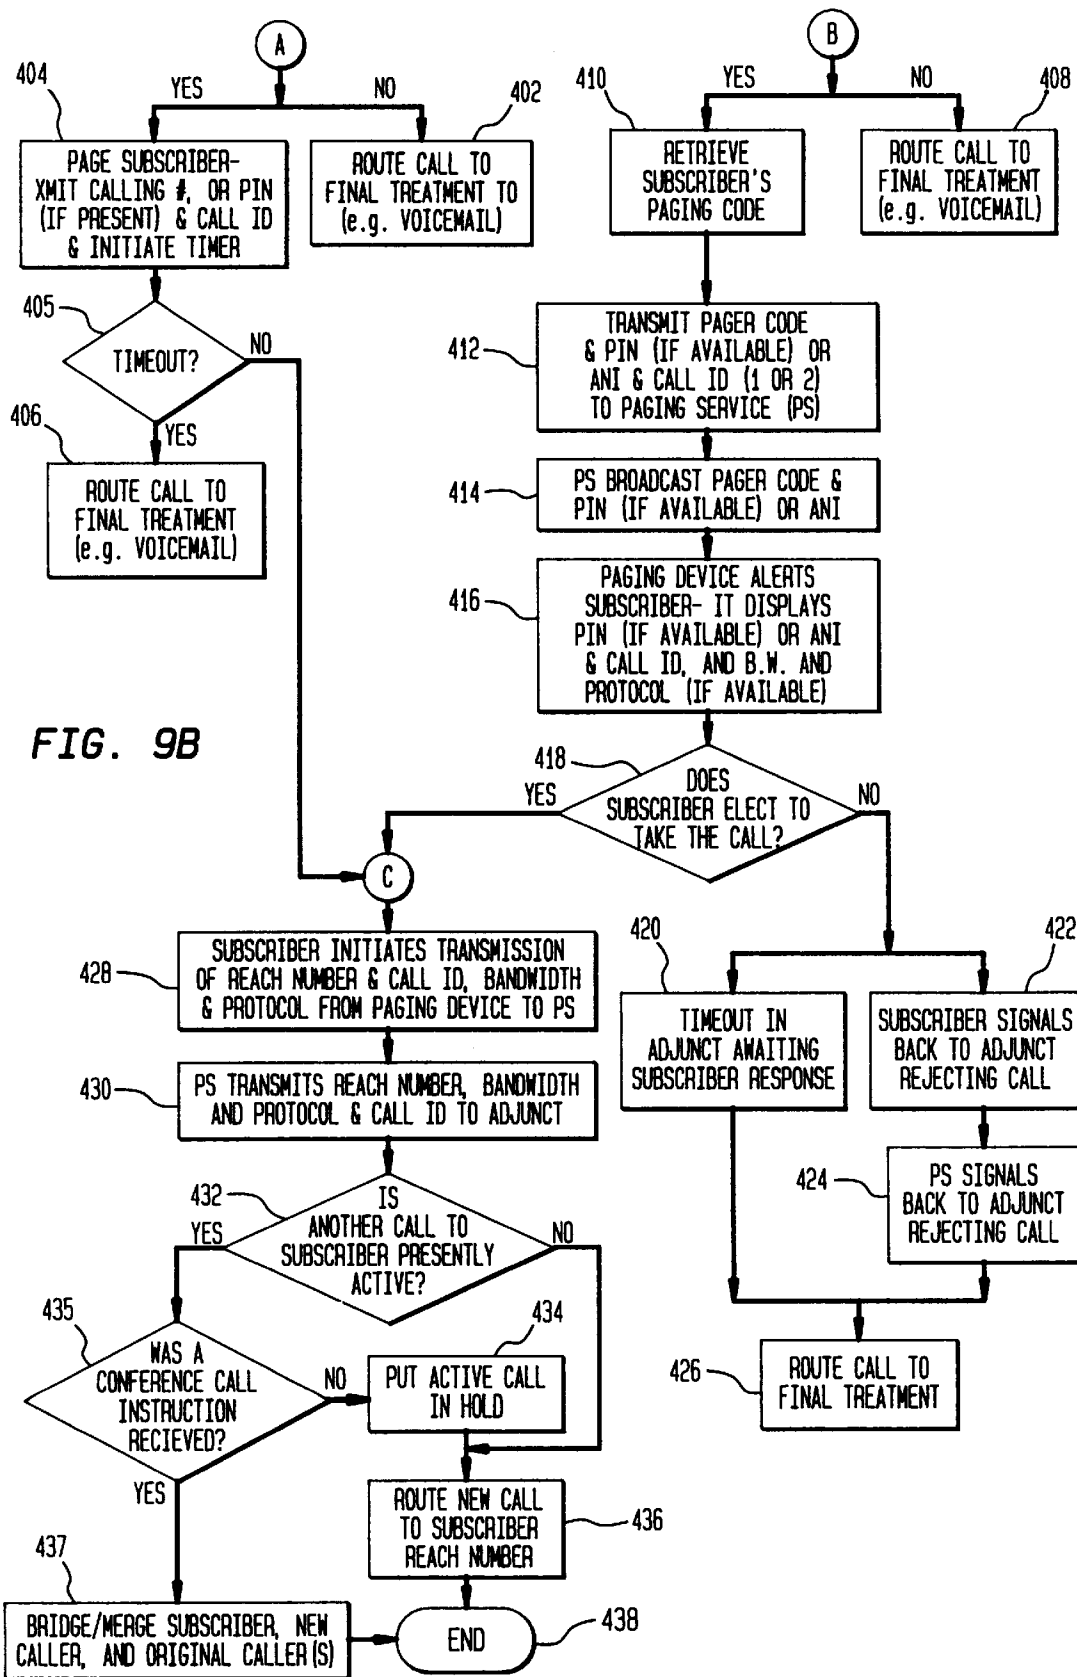 A
404
YES
NO
402
PAGE SUBSCRIBER-
XMIT CALLING #, OR PIN
(IF PRESENT) & CALL ID
& INITIATE TIMER
ROUTE CALL TO
FINAL TREATMENT TO
(e.g. VOICEMAIL)
405
TIMEOUT?
NO
406
YES
ROUTE CALL TO
FINAL TREATMENT
(e.g. VOICEMAIL)
B
410
YES
NO
408
RETRIEVE
SUBSCRIBER'S
PAGING CODE
ROUTE CALL TO
FINAL TREATMENT
(e.g. VOICEMAIL)
412
TRANSMIT PAGER CODE
& PIN (IF AVAILABLE) OR
ANI & CALL ID (1 OR 2)
TO PAGING SERVICE (PS)
414
PS BROADCAST PAGER CODE &
PIN (IF AVAILABLE) OR ANI
416
PAGING DEVICE ALERTS
SUBSCRIBER- IT DISPLAYS
PIN (IF AVAILABLE) OR ANI
& CALL ID, AND B.W. AND
PROTOCOL (IF AVAILABLE)
FIG. 9B
418
YES
DOES
SUBSCRIBER ELECT TO
TAKE THE CALL?
NO
C
428
SUBSCRIBER INITIATES TRANSMISSION
OF REACH NUMBER & CALL ID, BANDWIDTH
& PROTOCOL FROM PAGING DEVICE TO PS
420
TIMEOUT IN
ADJUNCT AWAITING
SUBSCRIBER RESPONSE
422
SUBSCRIBER SIGNALS
BACK TO ADJUNCT
REJECTING CALL
430
PS TRANSMITS REACH NUMBER, BANDWIDTH
AND PROTOCOL & CALL ID TO ADJUNCT
424
PS SIGNALS
BACK TO ADJUNCT
REJECTING CALL
432
YES
IS
ANOTHER CALL TO
SUBSCRIBER PRESENTLY
ACTIVE?
NO
435
WAS A
CONFERENCE CALL
INSTRUCTION
RECIEVED?
NO
434
PUT ACTIVE CALL
IN HOLD
426
ROUTE CALL TO
FINAL TREATMENT
YES
ROUTE NEW CALL
TO SUBSCRIBER
REACH NUMBER
436
437
BRIDGE/MERGE SUBSCRIBER, NEW
CALLER, AND ORIGINAL CALLER(S)
END
438